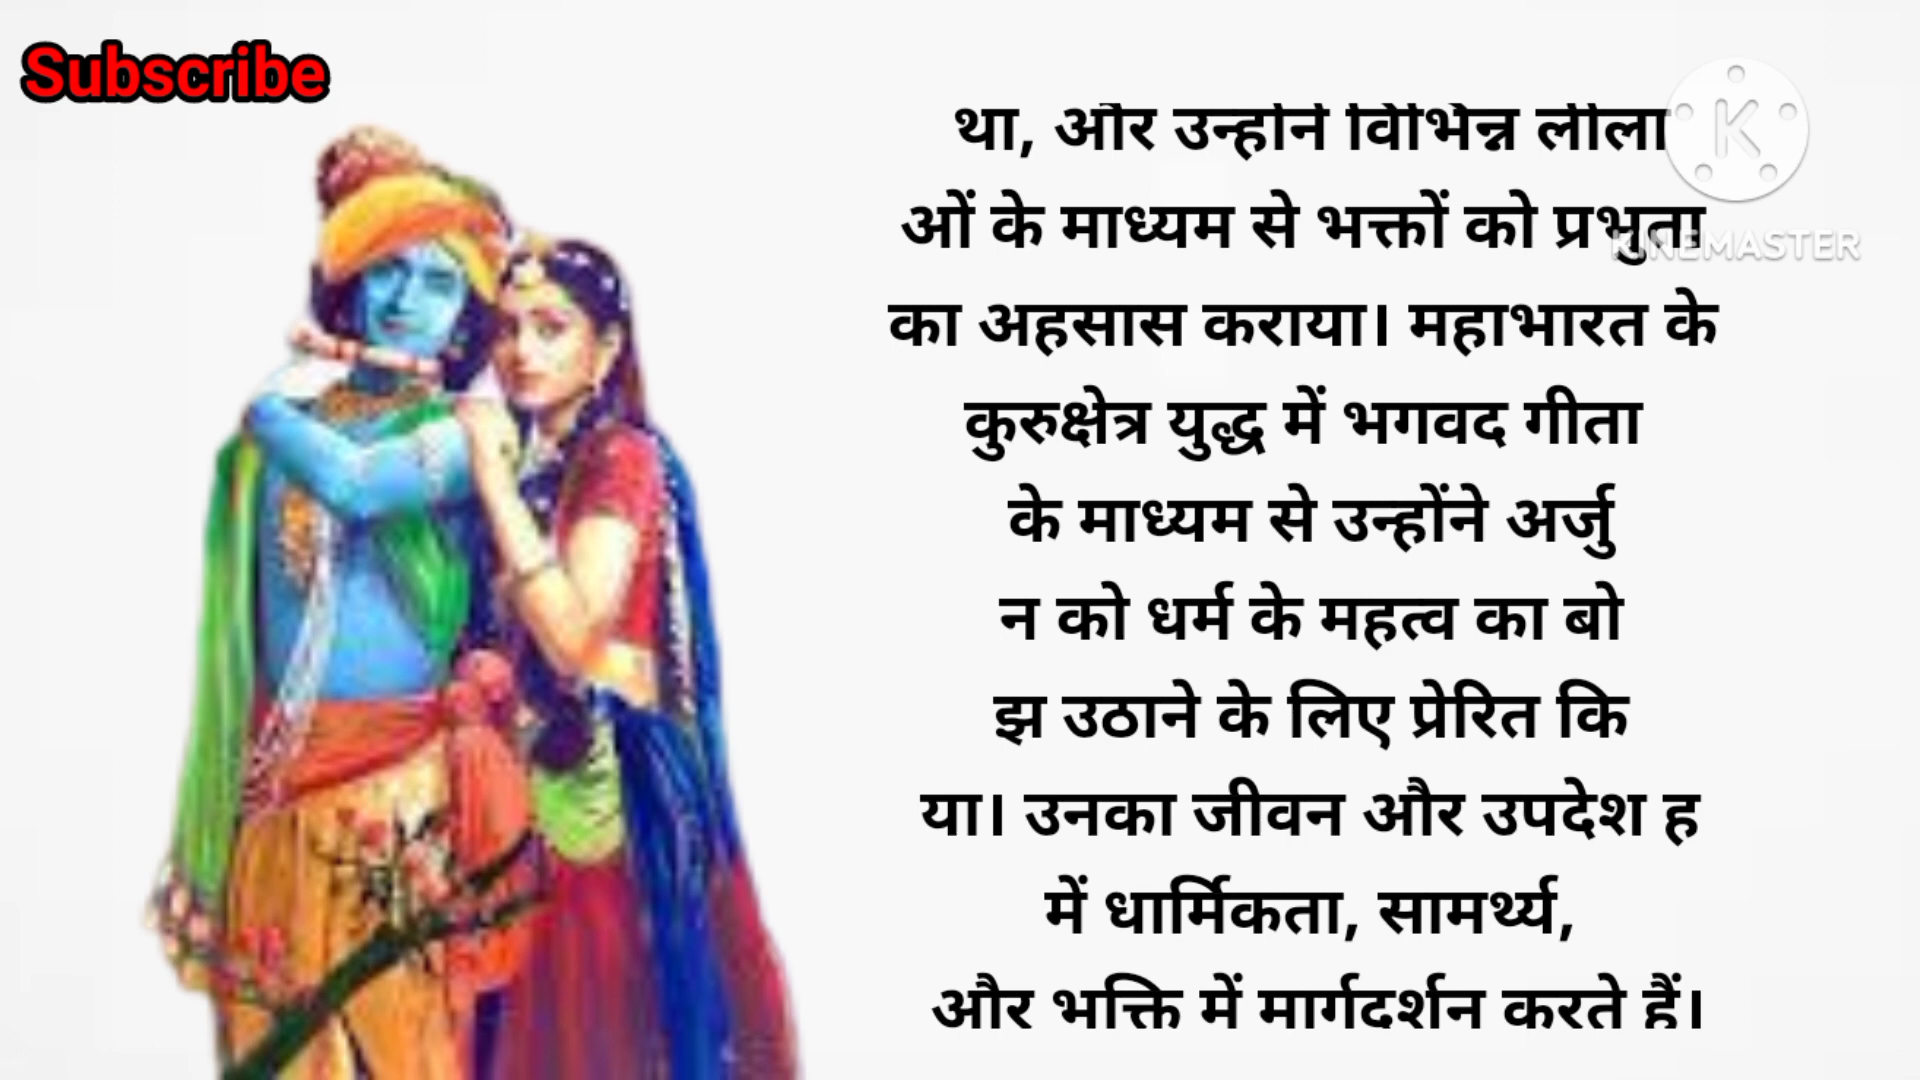 Subscribe
था, और उन्होंने विभिन्न लीला
ओं के माध्यम से भक्तों को प्रभुता
का अहसास कराया। महाभारत के
कुरुक्षेत्र युद्ध में भगवद गीता
के माध्यम से उन्होंने अर्जु
न को धर्म के महत्व का बो
झ उठाने के लिए प्रेरित कि
या। उनका जीवन और उपदेश ह
में धार्मिकता, सामर्थ्य,
और भक्ति में मार्गदर्शन करते हैं।
K
KINEMASTER